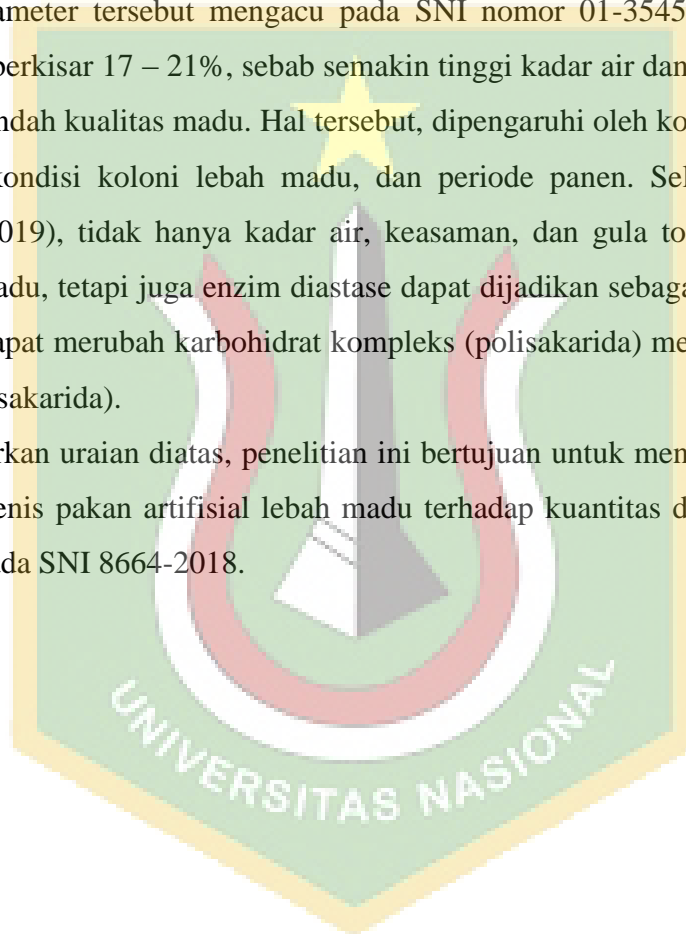 ameter tersebut mengacu pada SNI nomor 01-3545
berkisar 17 – 21%, sebab semakin tinggi kadar air dan
ndah kualitas madu. Hal tersebut, dipengaruhi oleh ko
kondisi koloni lebah madu, dan periode panen. Sel
019), tidak hanya kadar air, keasaman, dan gula to
adu, tetapi juga enzim diastase dapat dijadikan sebaga
apat merubah karbohidrat kompleks (polisakarida) me
sakarida).
rkan uraian diatas, penelitian ini bertujuan untuk men
enis pakan artifisial lebah madu terhadap kuantitas d
ada SNI 8664-2018.
UNIVERSITAS NASIONAL